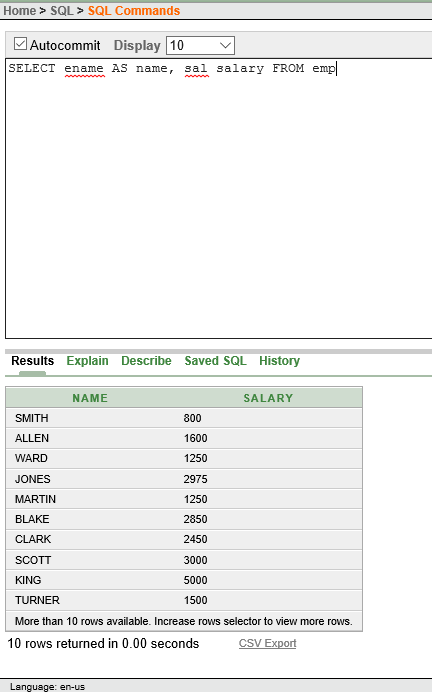 Home > SQL > SQL Commands
Autocommit Display 10
SELECT ename AS name, sal salary FROM emp
Results Explain Describe Saved SQL History
NAME SALARY
SMITH 800
ALLEN 1600
WARD 1250
JONES 2975
MARTIN 1250
BLAKE 2850
CLARK 2450
SCOTT 3000
KING 5000
TURNER 1500
More than 10 rows available. Increase rows selector to view more rows.
10 rows returned in 0.00 seconds CSV Export
Language: en-us